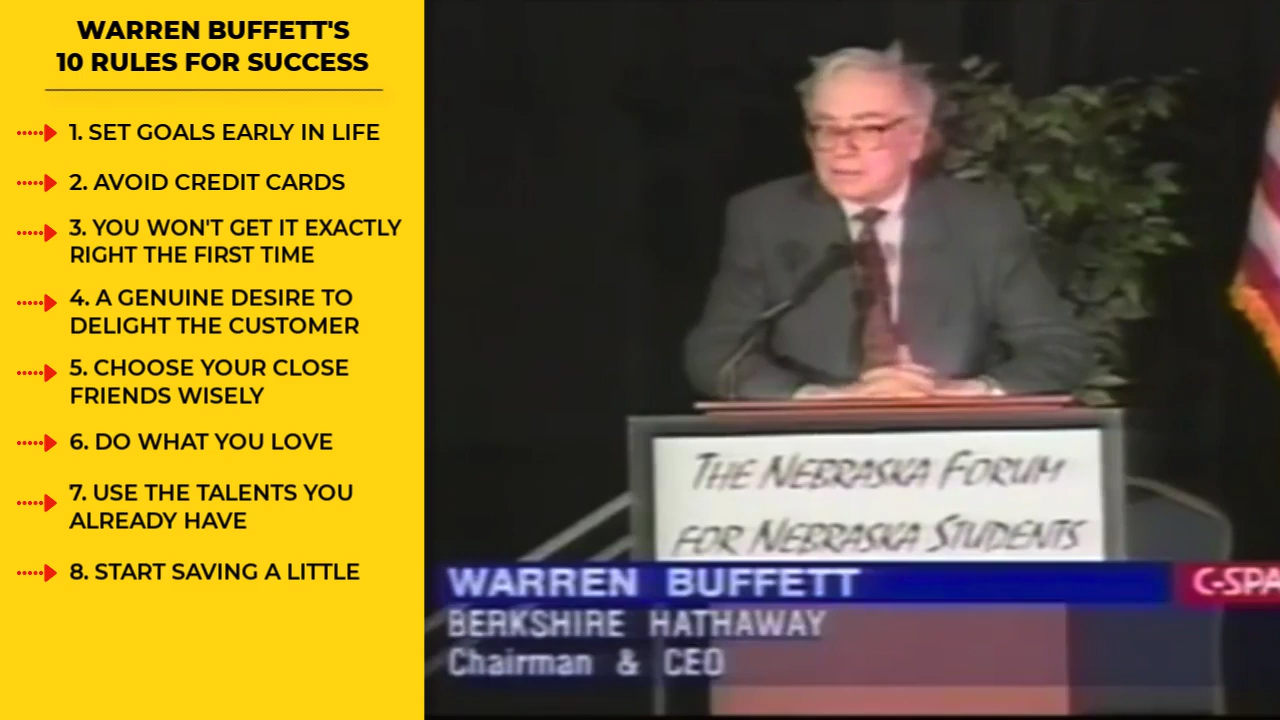 WARREN BUFFETT'S
10 RULES FOR SUCCESS
1. SET GOALS EARLY IN LIFE
2. AVOID CREDIT CARDS
3. YOU WON'T GET IT EXACTLY
RIGHT THE FIRST TIME
4. A GENUINE DESIRE TO
DELIGHT THE CUSTOMER
5. CHOOSE YOUR CLOSE
FRIENDS WISELY
6. DO WHAT YOU LOVE
7. USE THE TALENTS YOU
ALREADY HAVE
8. START SAVING A LITTLE
THE NEBRASKA FORUM
FOR NEBRASKA STUDENTS
WARREN BUFFETT
C-SPA
BERKSHIRE HATHAWAY
Chairman & CEO